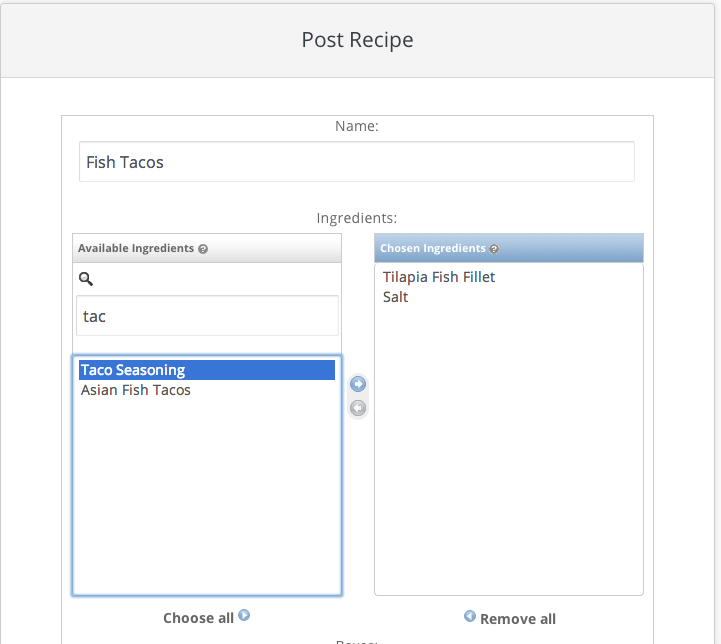 Post Recipe
Name:
Fish Tacos
Ingredients:
Available Ingredients ?
tac
Taco Seasoning
Asian Fish Tacos
Choose all
Chosen Ingredients ?
Tilapia Fish Fillet
Salt
Remove all